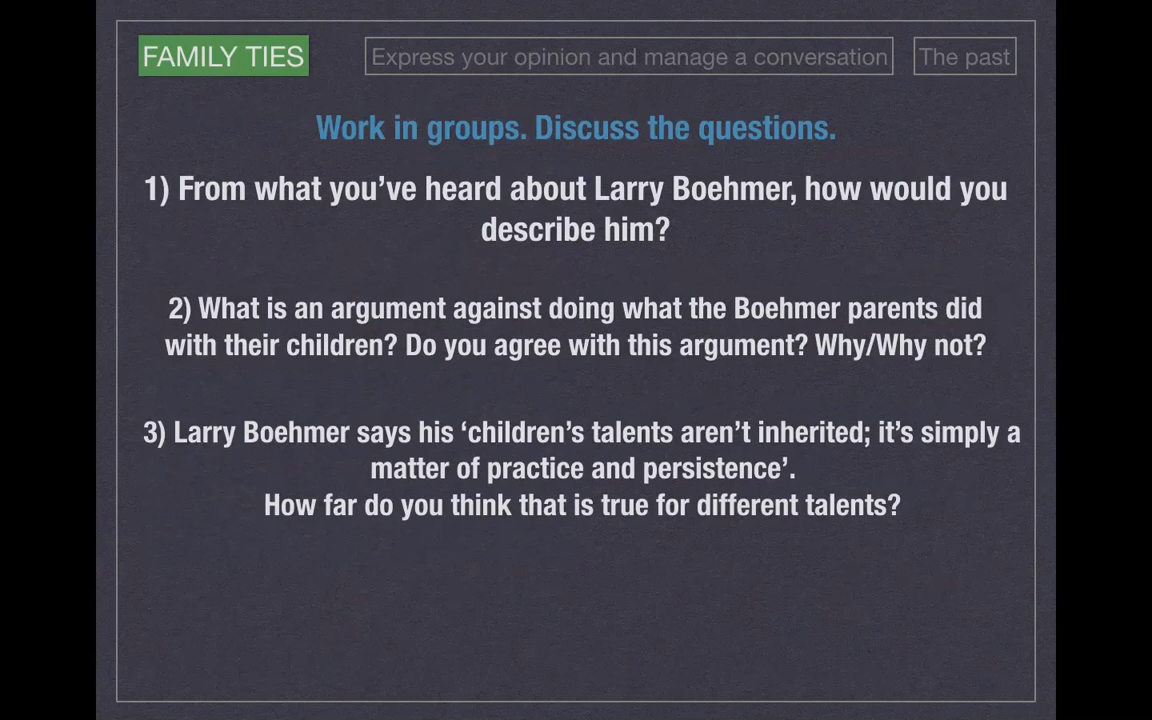 FAMILY TIES
Express your opinion and manage a conversation
The past
Work in groups. Discuss the questions.
1) From what you’ve heard about Larry Boehmer, how would you
describe him?
2) What is an argument against doing what the Boehmer parents did
with their children? Do you agree with this argument? Why/Why not?
3) Larry Boehmer says his ‘children’s talents aren’t inherited; it’s simply a
matter of practice and persistence’.
How far do you think that is true for different talents?